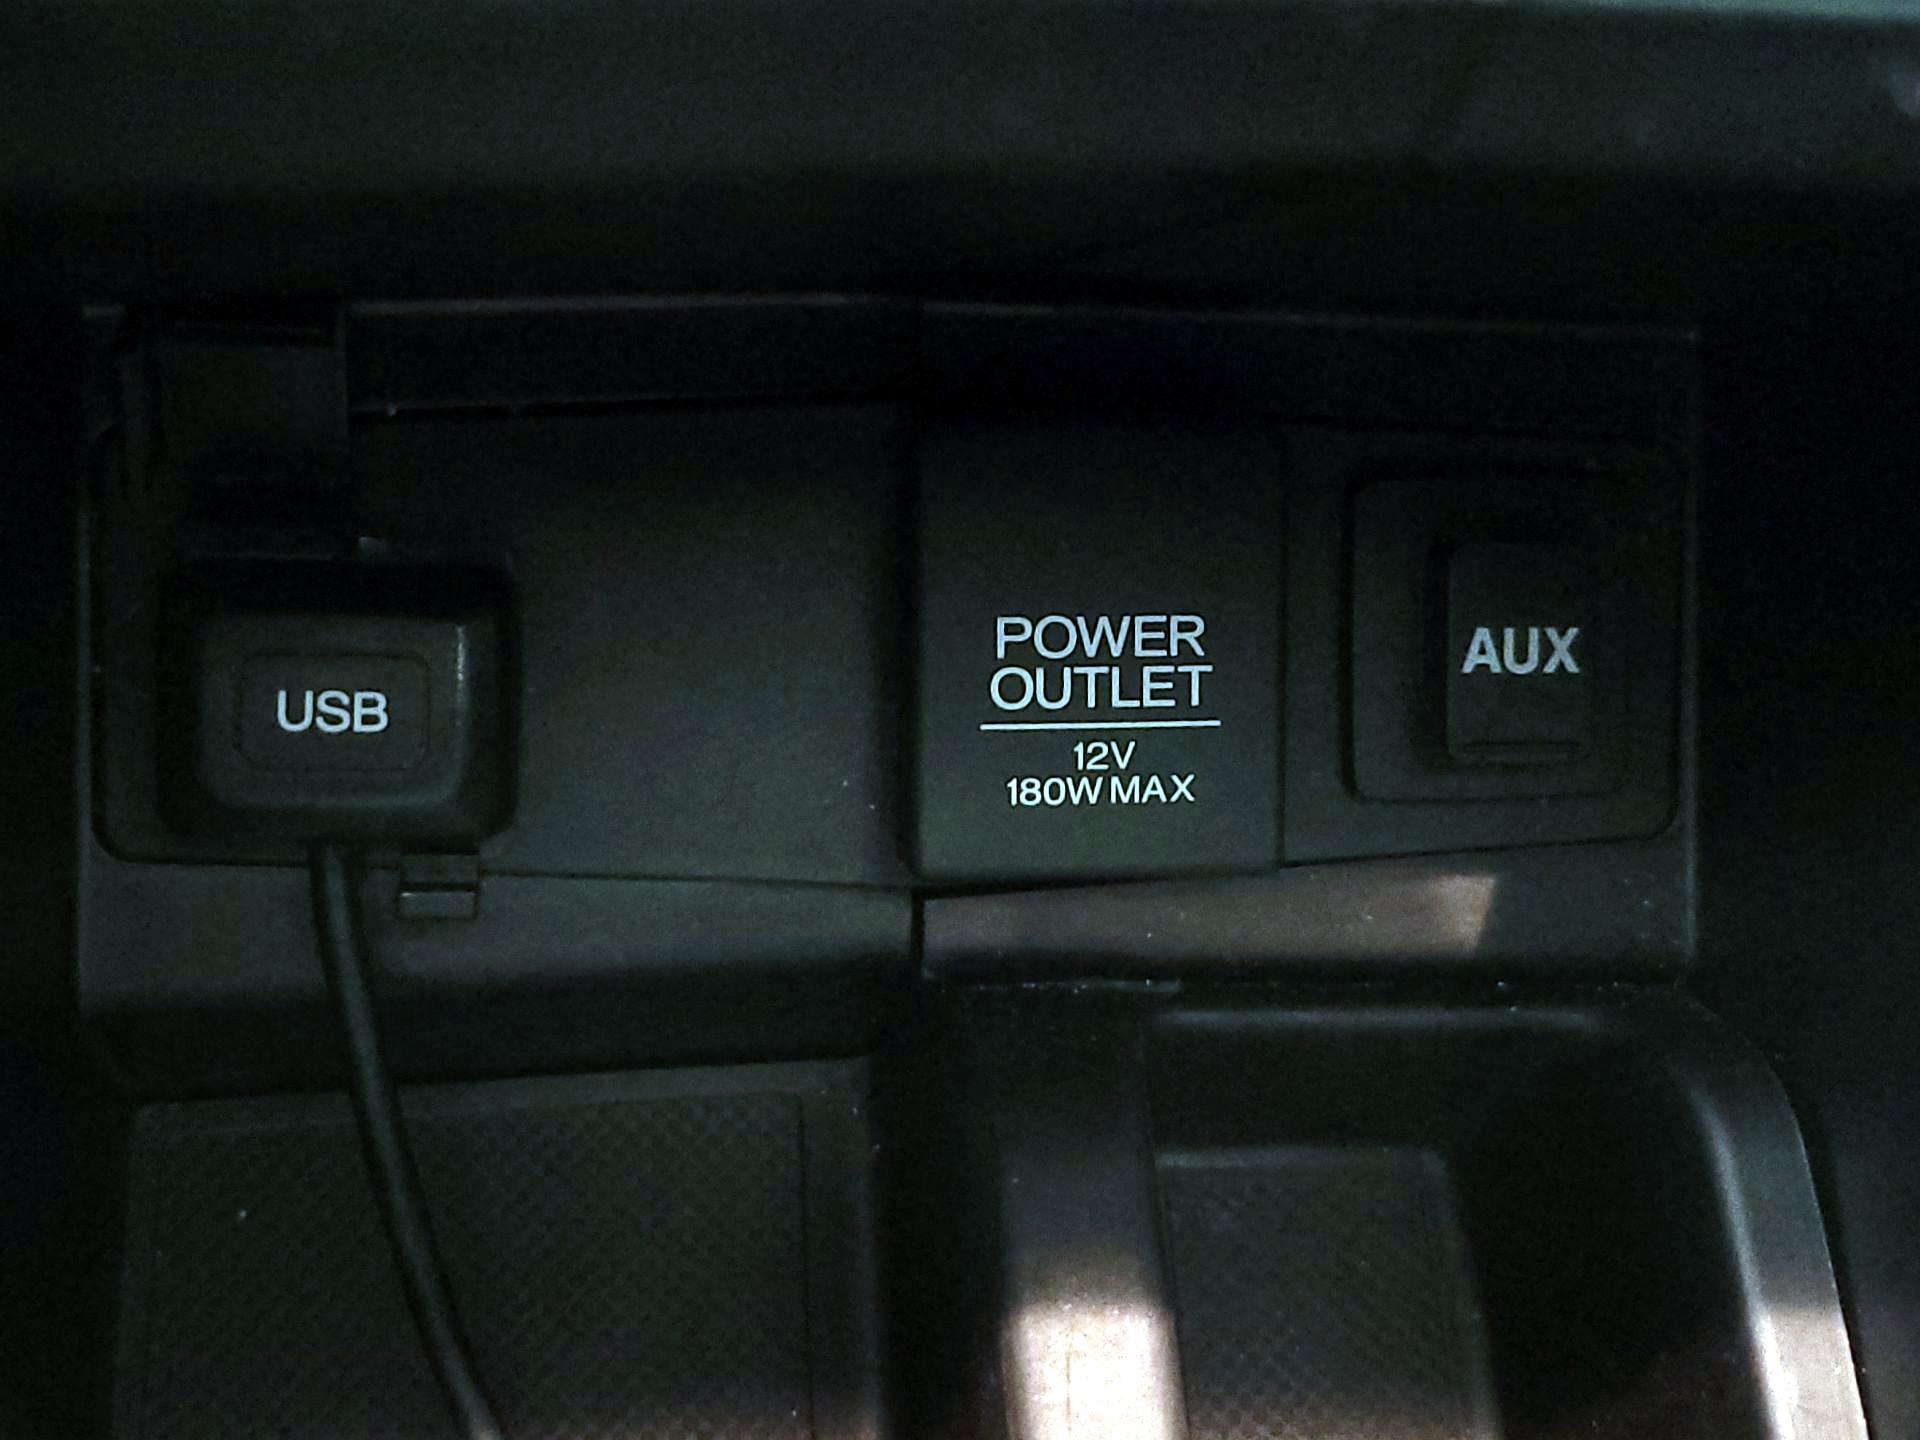 USB
POWER
OUTLET
12V
180W MAX
AUX